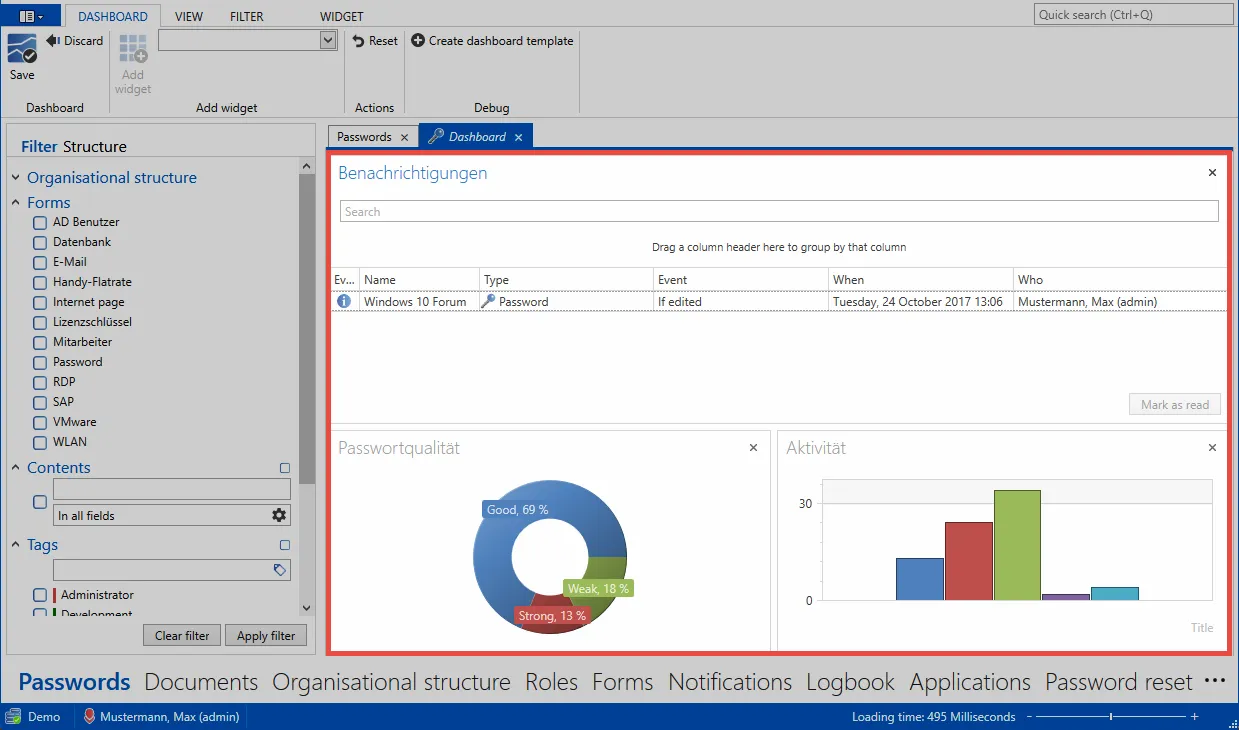 DASHBOARD VIEW FILTER WIDGET
Quick search (Ctrl+Q)
Save
Discard
Dashboard
Add widget
Add widget
Reset
Actions
Create dashboard template
Debug
Filter Structure
Organisational structure
Forms
AD Benutzer
Datenbank
E-Mail
Handy-Flatrate
Internet page
Lizenzschlüssel
Mitarbeiter
Password
RDP
SAP
VMware
WLAN
Contents
In all fields
Tags
Administrator
Development
Clear filter Apply filter
Passwords Dashboard
Benachrichtigungen
Search
Drag a column header here to group by that column
Ev... Name Type Event When Who
Windows 10 Forum Password If edited Tuesday, 24 October 2017 13:06 Mustermann, Max (admin)
Mark as read
Passwortqualität
Good, 69 %
Weak, 18 %
Strong, 13 %
Aktivität
30
0
Title
Passwords Documents Organisational structure Roles Forms Notifications Logbook Applications Password reset ...
Demo Mustermann, Max (admin) Loading time: 495 Milliseconds - +